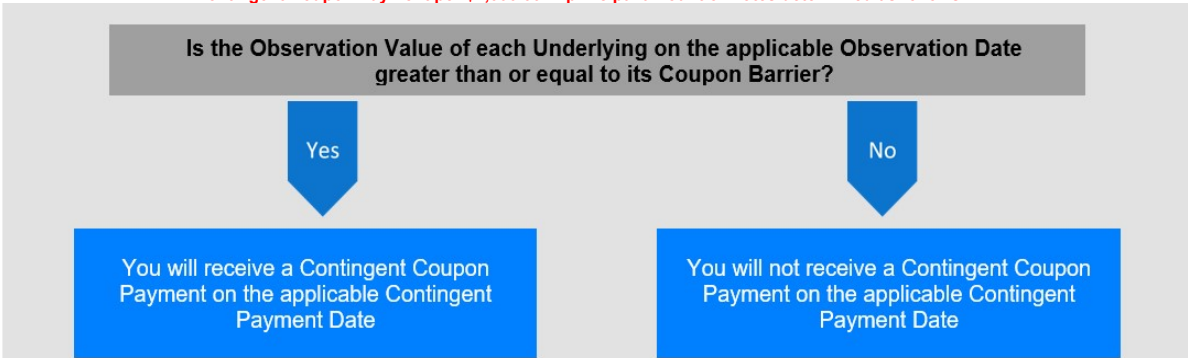 Is the Observation Value of each Underlying on the applicable Observation Date
greater than or equal to its Coupon Barrier?
Yes
No
You will receive a Contingent Coupon
Payment on the applicable Contingent
Payment Date
You will not receive a Contingent Coupon
Payment on the applicable Contingent
Payment Date